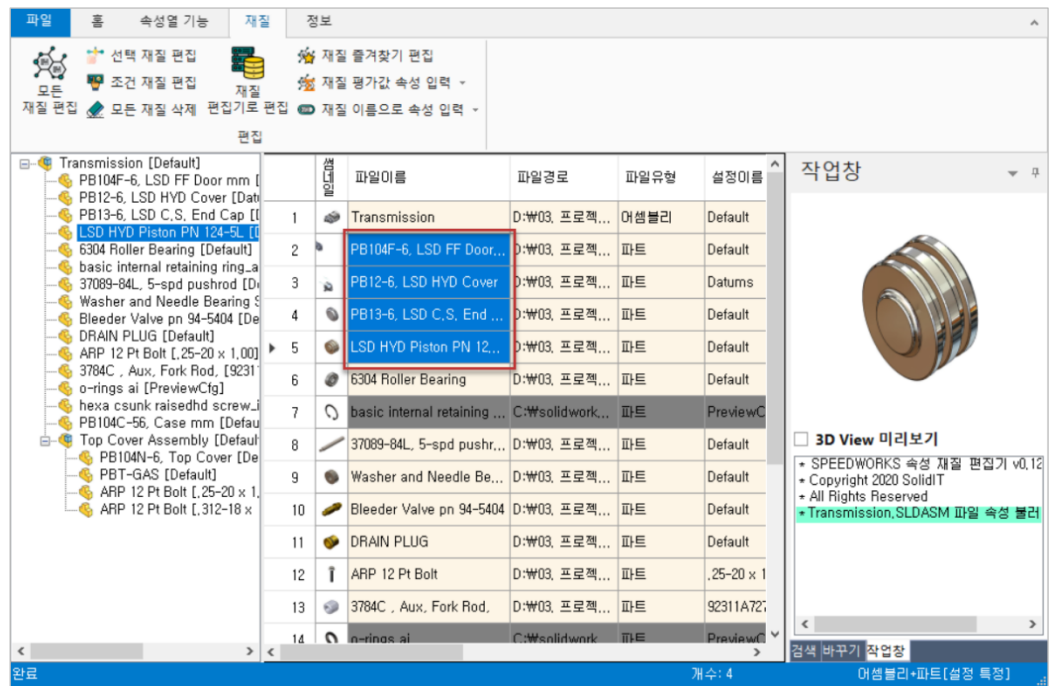 파일 홈 속성열 기능 재질 정보
모든
재질 편집
선택 재질 편집
조건 재질 편집
모든 재질 삭제
재질
편집기로 편집
재질 즐겨찾기 편집
재질 평가값 속성 입력
재질 이름으로 속성 입력
편집
Transmission [Default]
PB104F-6, LSD FF Door mm [
PB12-6, LSD HYD Cover [Dat
PB13-6, LSD C.S. End Cap [
LSD HYD Piston PN 124-5L [
6304 Roller Bearing [Default]
basic internal retaining ring_a
37089-84L, 5-spd pushrod [D
Washer and Needle Bearing
Bleeder Valve pn 94-5404 [De
DRAIN PLUG [Default]
ARP 12 Pt Bolt [.25-20 x 1.00]
3784C , Aux, Fork Rod, [9231
o-rings ai [PreviewCfg]
hexa csunk raisedhd screw_i
PB104C-56, Case mm [Defau
Top Cover Assembly [Defaul
PB104N-6, Top Cover [De
PBT-GAS [Default]
ARP 12 Pt Bolt [.25-20 x 1.
ARP 12 Pt Bolt [.312-18 x
썸네일 파일이름 파일경로 파일유형 설정이름
1 Transmission D:₩03. 프로젝... 어셈블리 Default
2 PB104F-6, LSD FF Door... D:₩03. 프로젝... 파트 Default
3 PB12-6, LSD HYD Cover D:₩03. 프로젝... 파트 Datums
4 PB13-6, LSD C.S. End ... D:₩03. 프로젝... 파트 Default
5 LSD HYD Piston PN 12... D:₩03. 프로젝... 파트 Default
6 6304 Roller Bearing D:₩03. 프로젝... 파트 Default
7 basic internal retaining ... C:₩solidwork... 파트 PreviewC
8 37089-84L, 5-spd pushr... D:₩03. 프로젝... 파트 Default
9 Washer and Needle Be... D:₩03. 프로젝... 파트 Default
10 Bleeder Valve pn 94-5404 D:₩03. 프로젝... 파트 Default
11 DRAIN PLUG D:₩03. 프로젝... 파트 Default
12 ARP 12 Pt Bolt D:₩03. 프로젝... 파트 .25-20 x 1
13 3784C , Aux, Fork Rod, D:₩03. 프로젝... 파트 92311A727
14 o-rings ai C:₩solidwork 파트 PreviewC
작업창
3D View 미리보기
* SPEEDWORKS 속성 재질 편집기 v0.12
* Copyright 2020 SolidIT
* All Rights Reserved
* Transmission.SLDASM 파일 속성 불러
검색 바꾸기 작업창
완료 개수: 4 어셈블리+파트[설정 특정]